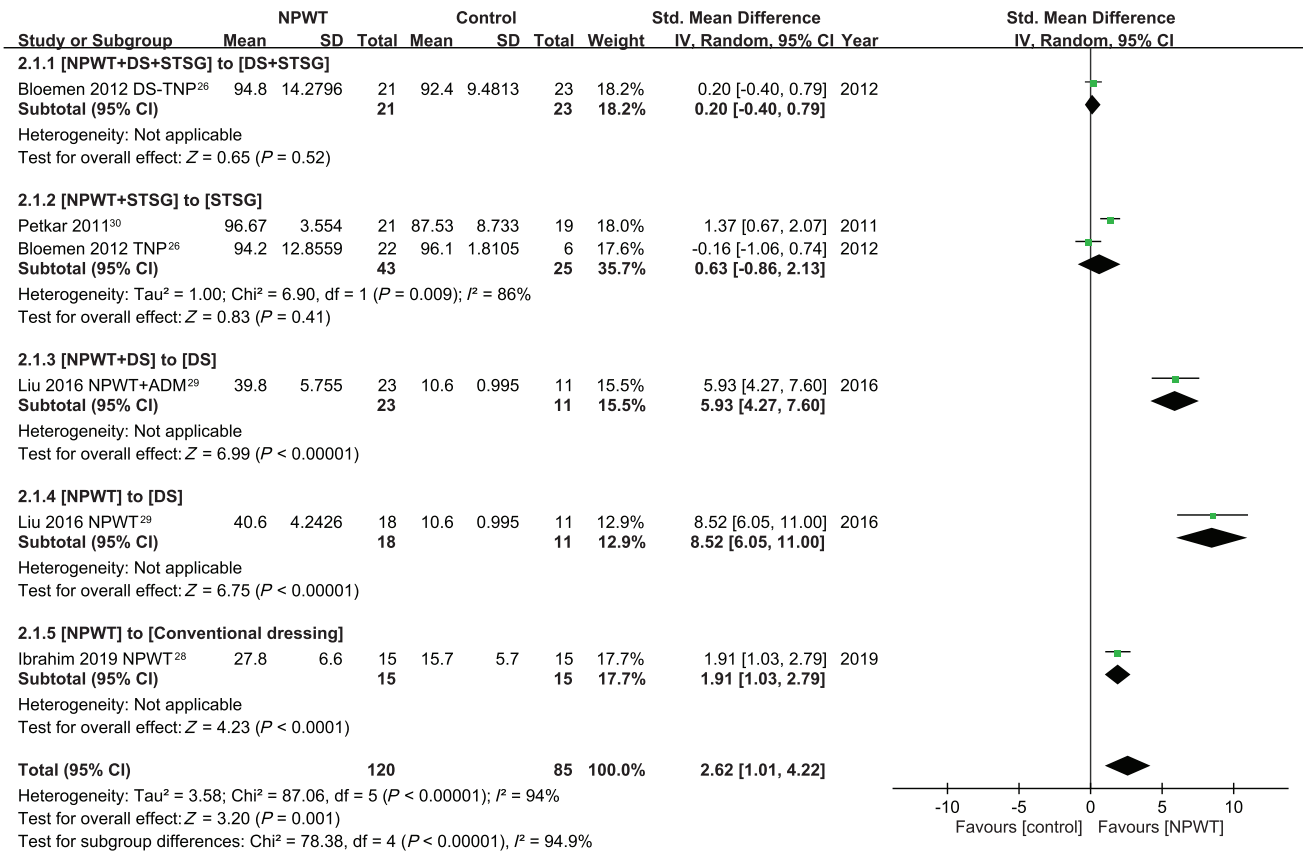 NPWT Control Std. Mean Difference Std. Mean Difference
Study or Subgroup Mean SD Total Mean SD Total Weight IV, Random, 95% CI Year IV, Random, 95% CI
2.1.1 [NPWT+DS+STSG] to [DS+STSG]
Bloemen 2012 DS-TNP²⁶ 94.8 14.2796 21 92.4 9.4813 23 18.2% 0.20 [-0.40, 0.79] 2012
Subtotal (95% CI) 21 23 18.2% 0.20 [-0.40, 0.79]
Heterogeneity: Not applicable
Test for overall effect: Z = 0.65 (P = 0.52)
2.1.2 [NPWT+STSG] to [STSG]
Petkar 2011³⁰ 96.67 3.554 21 87.53 8.733 19 18.0% 1.37 [0.67, 2.07] 2011
Bloemen 2012 TNP²⁶ 94.2 12.8559 22 96.1 1.8105 6 17.6% -0.16 [-1.06, 0.74] 2012
Subtotal (95% CI) 43 25 35.7% 0.63 [-0.86, 2.13]
Heterogeneity: Tau² = 1.00; Chi² = 6.90, df = 1 (P = 0.009); I² = 86%
Test for overall effect: Z = 0.83 (P = 0.41)
2.1.3 [NPWT+DS] to [DS]
Liu 2016 NPWT+ADM²⁹ 39.8 5.755 23 10.6 0.995 11 15.5% 5.93 [4.27, 7.60] 2016
Subtotal (95% CI) 23 11 15.5% 5.93 [4.27, 7.60]
Heterogeneity: Not applicable
Test for overall effect: Z = 6.99 (P < 0.00001)
2.1.4 [NPWT] to [DS]
Liu 2016 NPWT²⁹ 40.6 4.2426 18 10.6 0.995 11 12.9% 8.52 [6.05, 11.00] 2016
Subtotal (95% CI) 18 11 12.9% 8.52 [6.05, 11.00]
Heterogeneity: Not applicable
Test for overall effect: Z = 6.75 (P < 0.00001)
2.1.5 [NPWT] to [Conventional dressing]
Ibrahim 2019 NPWT²⁸ 27.8 6.6 15 15.7 5.7 15 17.7% 1.91 [1.03, 2.79] 2019
Subtotal (95% CI) 15 15 17.7% 1.91 [1.03, 2.79]
Heterogeneity: Not applicable
Test for overall effect: Z = 4.23 (P < 0.0001)
Total (95% CI) 120 85 100.0% 2.62 [1.01, 4.22]
Heterogeneity: Tau² = 3.58; Chi² = 87.06, df = 5 (P < 0.00001); I² = 94%
Test for overall effect: Z = 3.20 (P = 0.001)
Test for subgroup differences: Chi² = 78.38, df = 4 (P < 0.00001), I² = 94.9%
-10 -5 0 5 10
Favours [control] Favours [NPWT]